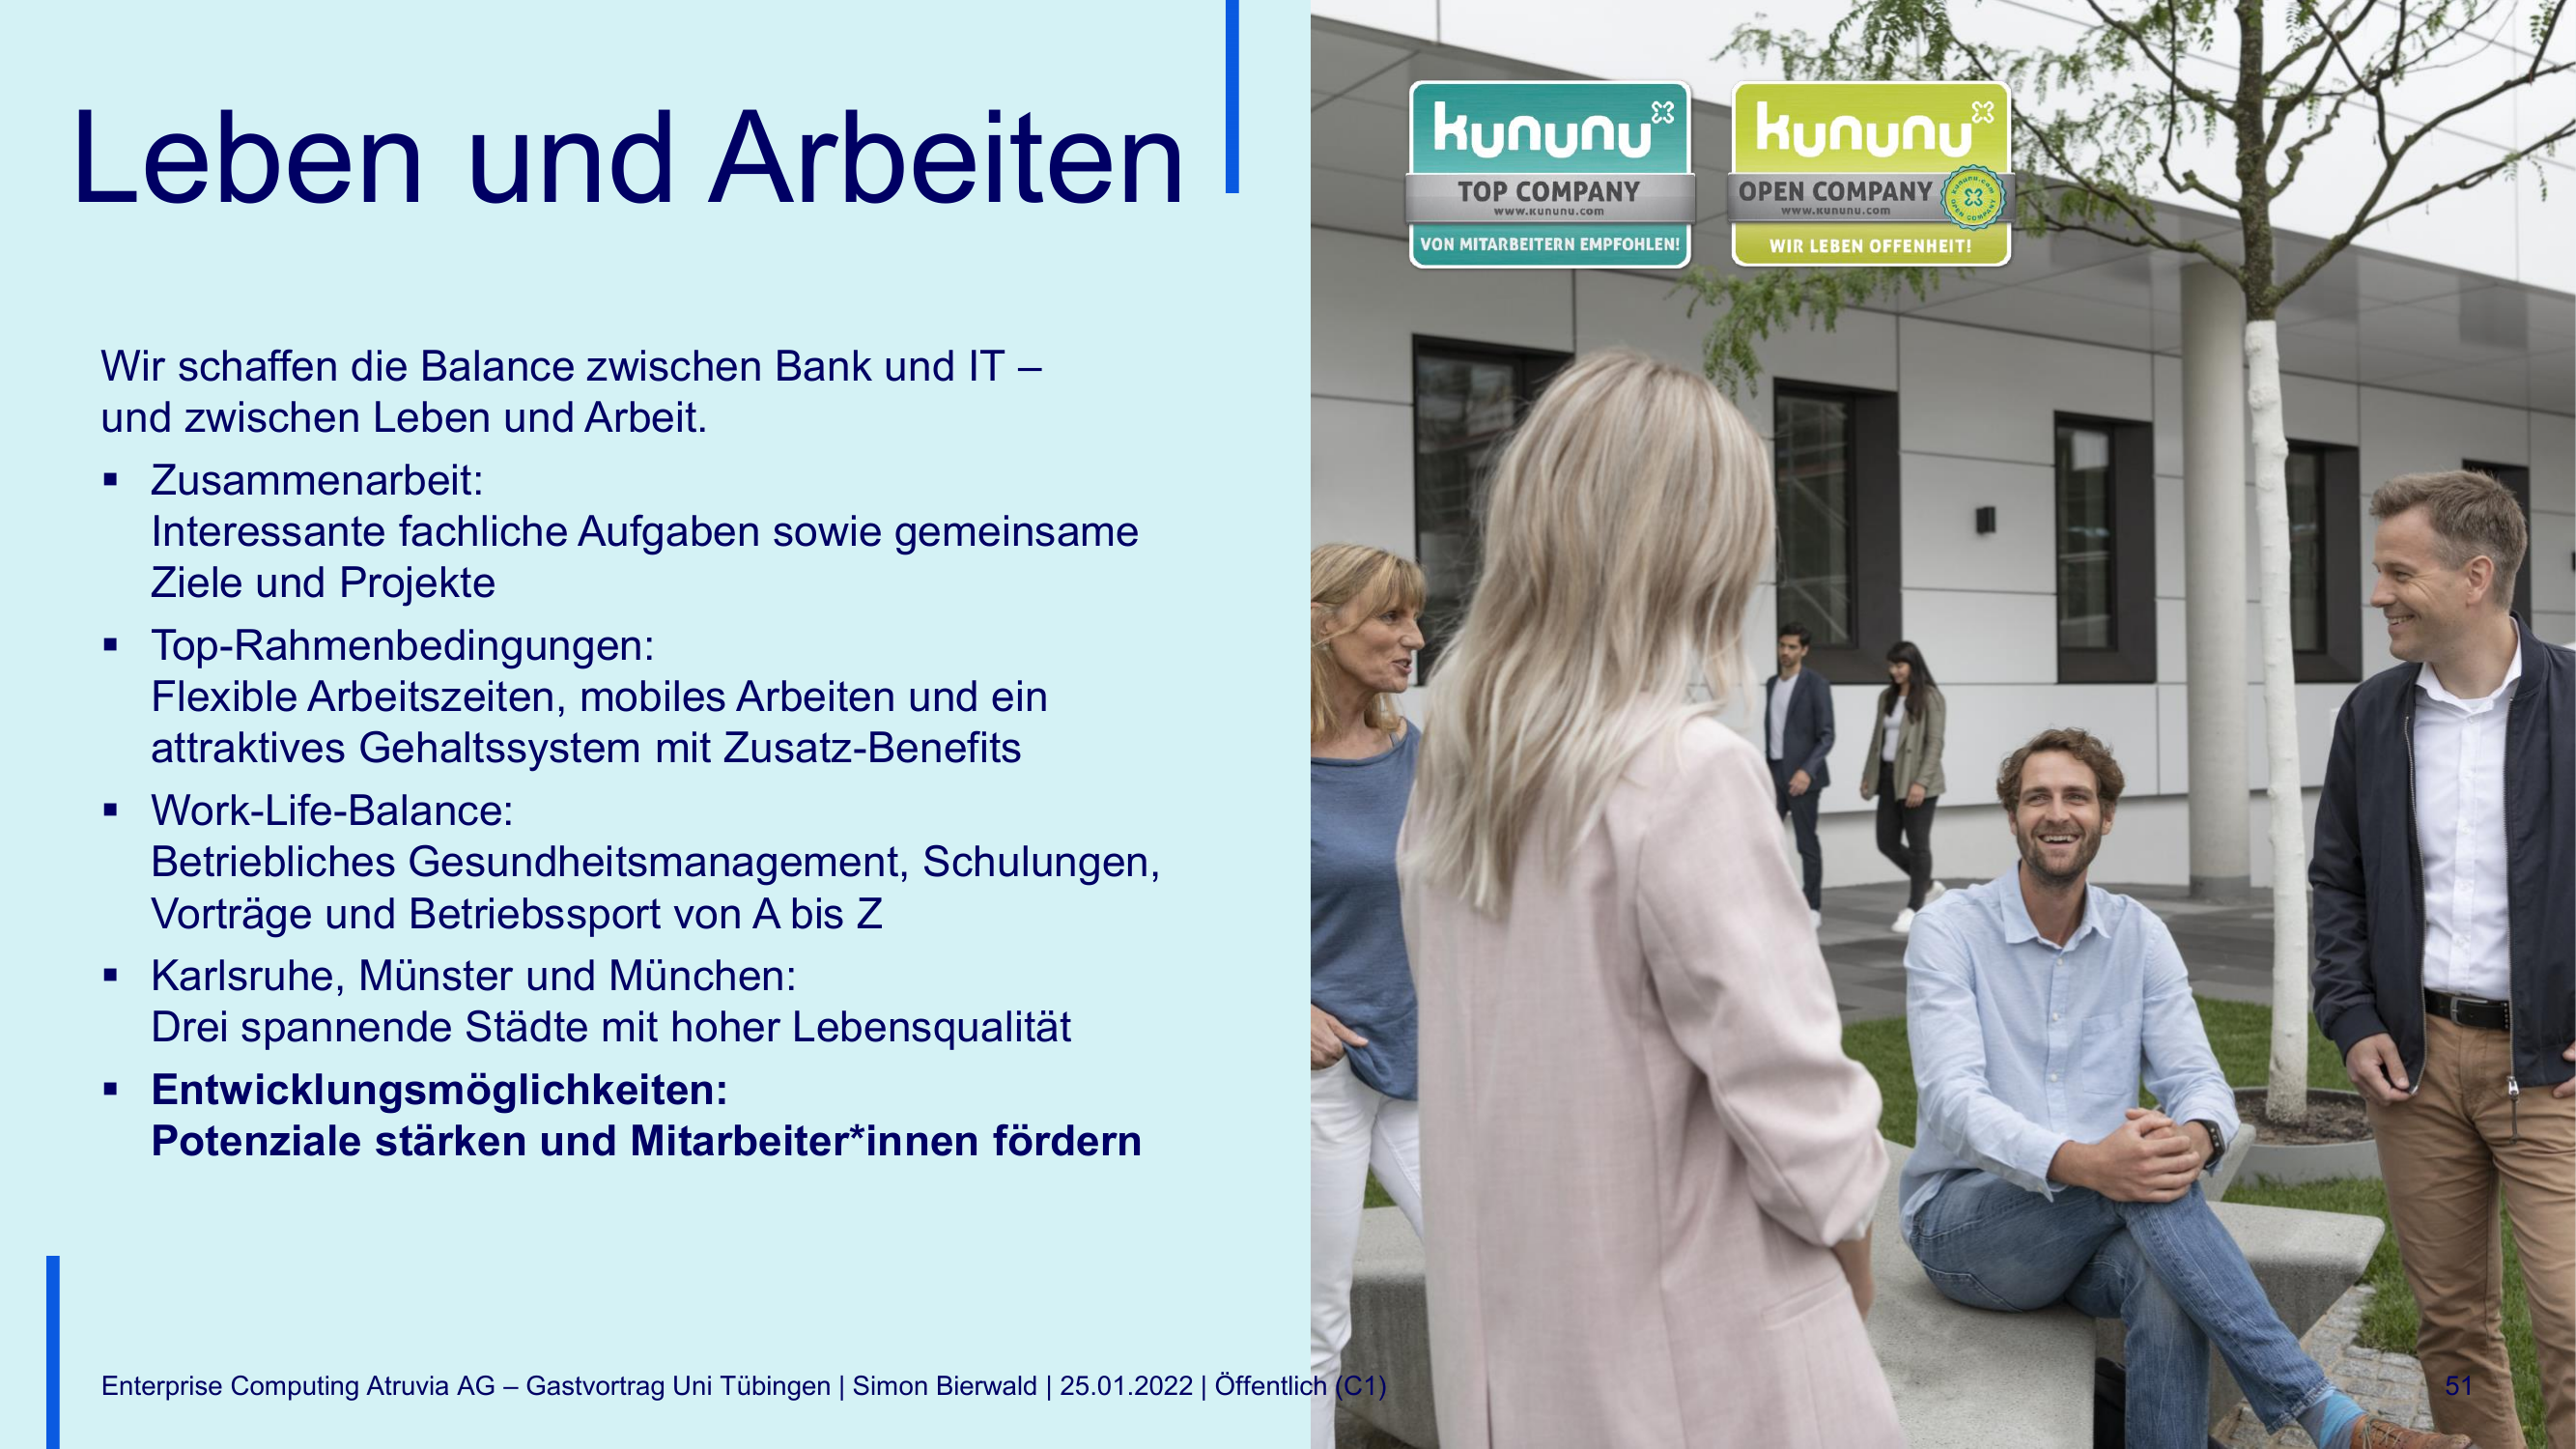 Leben und Arbeiten
Wir schaffen die Balance zwischen Bank und IT –
und zwischen Leben und Arbeit.
▪ Zusammenarbeit:
Interessante fachliche Aufgaben sowie gemeinsame
Ziele und Projekte
▪ Top-Rahmenbedingungen:
Flexible Arbeitszeiten, mobiles Arbeiten und ein
attraktives Gehaltssystem mit Zusatz-Benefits
▪ Work-Life-Balance:
Betriebliches Gesundheitsmanagement, Schulungen,
Vorträge und Betriebssport von A bis Z
▪ Karlsruhe, Münster und München:
Drei spannende Städte mit hoher Lebensqualität
▪ Entwicklungsmöglichkeiten:
Potenziale stärken und Mitarbeiter*innen fördern
kununu
TOP COMPANY
www.kununu.com
VON MITARBEITERN EMPFOHLEN!
kununu
OPEN COMPANY
www.kununu.com
kununu.com
OPEN COMPANY
WIR LEBEN OFFENHEIT!
Enterprise Computing Atruvia AG – Gastvortrag Uni Tübingen | Simon Bierwald | 25.01.2022 | Öffentlich (C1)
51